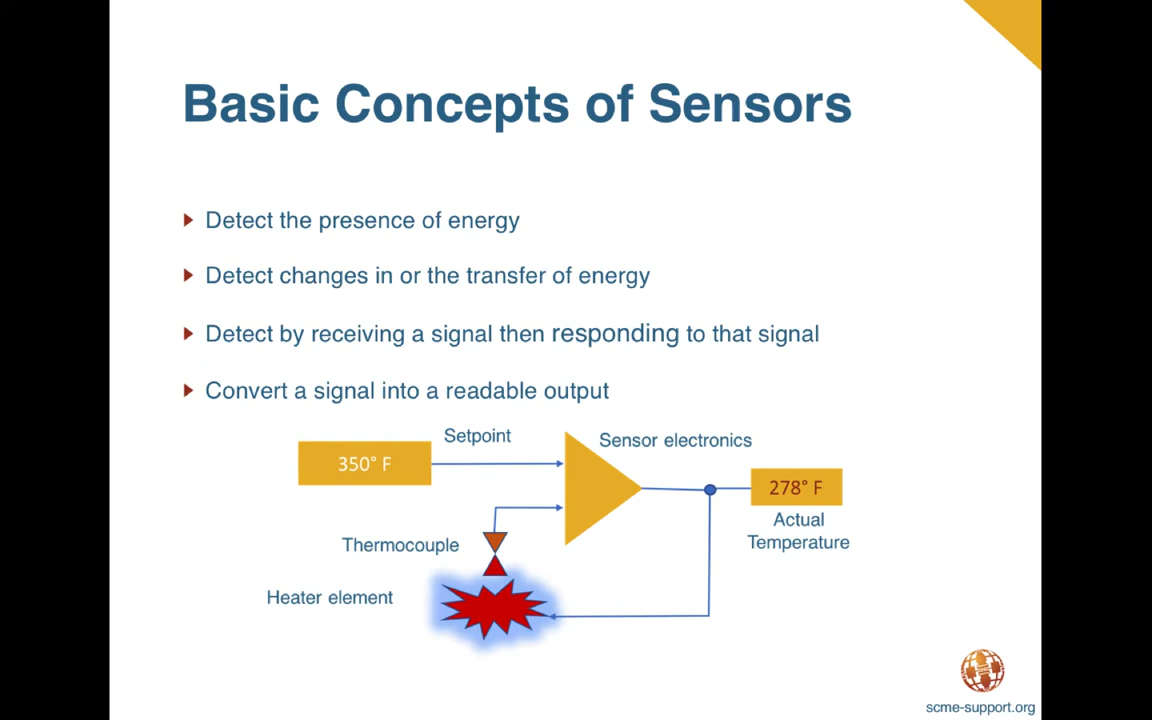 Basic Concepts of Sensors
Detect the presence of energy
Detect changes in or the transfer of energy
Detect by receiving a signal then responding to that signal
Convert a signal into a readable output
Setpoint
Sensor electronics
350° F
278° F
Actual
Temperature
Thermocouple
Heater element
scme-support.org